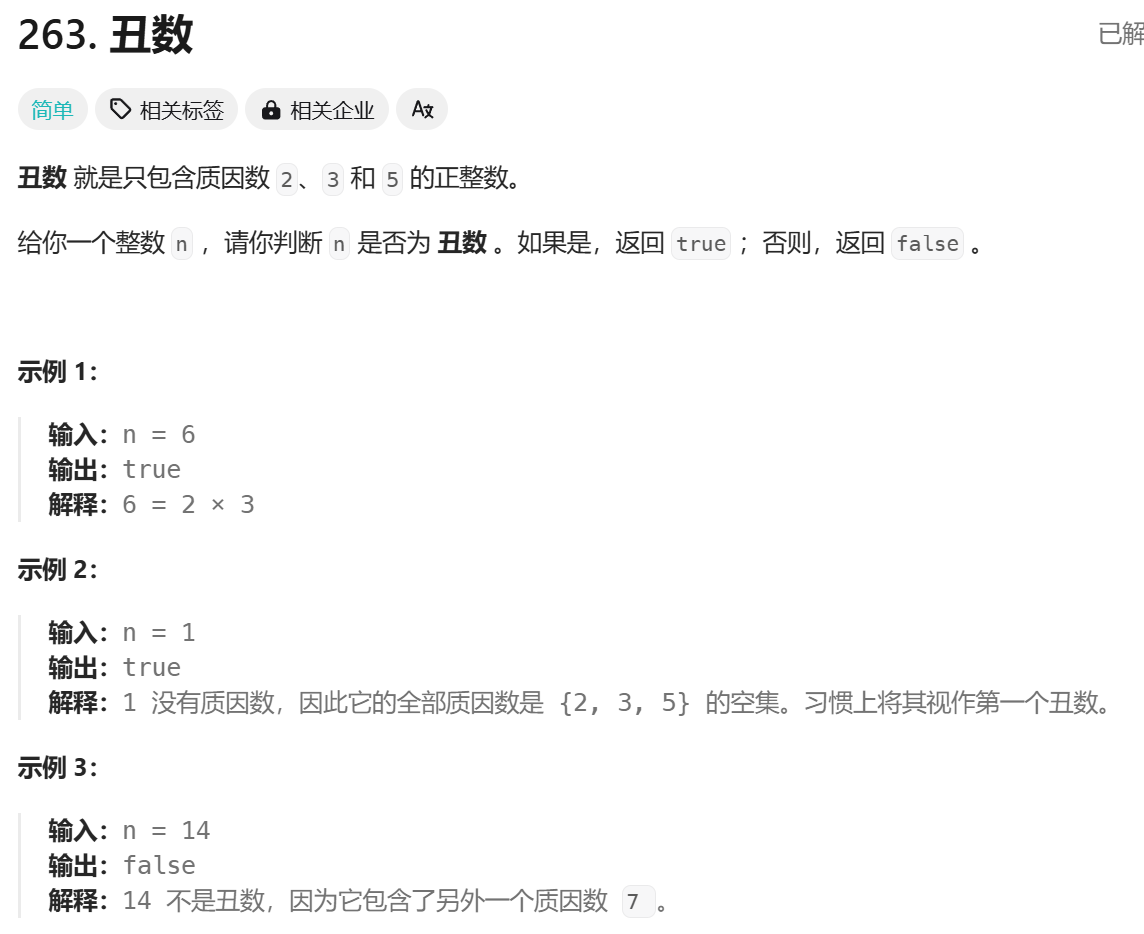 263. 丑数
已解
简单 相关标签 相关企业
丑数 就是只包含质因数 2、3 和 5 的正整数。
给你一个整数 n ，请你判断 n 是否为 丑数 。如果是，返回 true ；否则，返回 false 。
示例 1：
输入：n = 6
输出：true
解释：6 = 2 × 3
示例 2：
输入：n = 1
输出：true
解释：1 没有质因数，因此它的全部质因数是 {2, 3, 5} 的空集。习惯上将其视作第一个丑数。
示例 3：
输入：n = 14
输出：false
解释：14 不是丑数，因为它包含了另外一个质因数 7 。